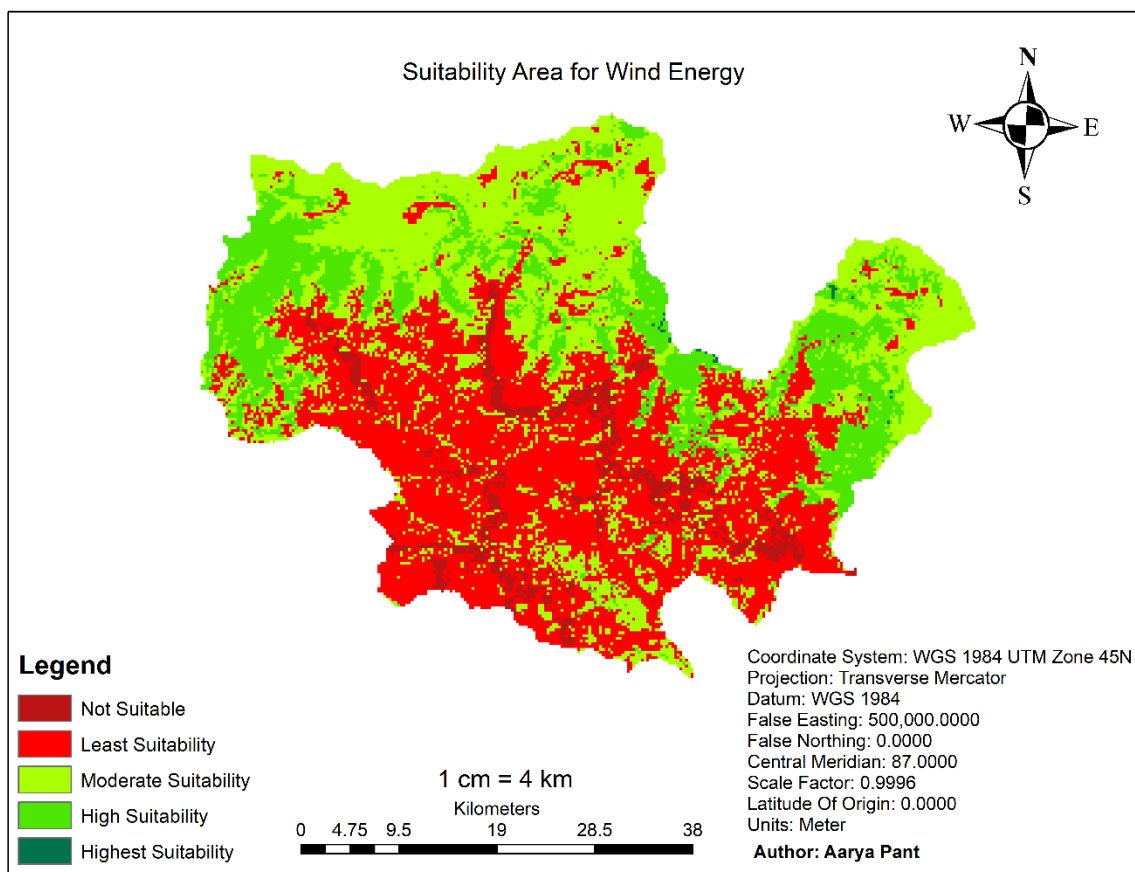 Suitability Area for Wind Energy
N
W
E
S
Legend
Not Suitable
Least Suitability
Moderate Suitability
High Suitability
Highest Suitability
1 cm = 4 km
Kilometers
0 4.75 9.5 19 28.5 38
Coordinate System: WGS 1984 UTM Zone 45N
Projection: Transverse Mercator
Datum: WGS 1984
False Easting: 500,000.0000
False Northing: 0.0000
Central Meridian: 87.0000
Scale Factor: 0.9996
Latitude Of Origin: 0.0000
Units: Meter
Author: Aarya Pant